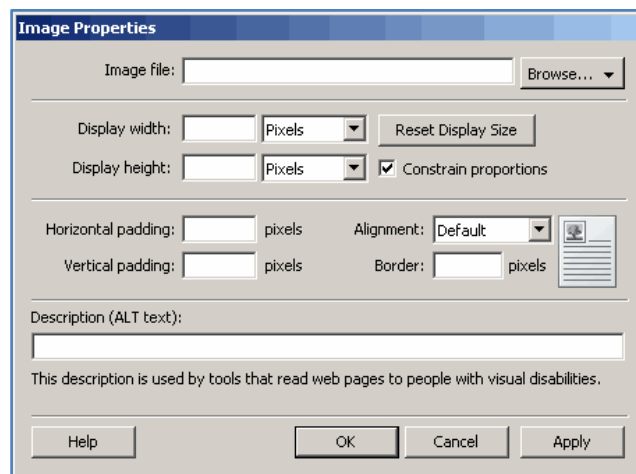 Image Properties
Image file: Browse...
Display width: Pixels Reset Display Size
Display height: Pixels Constrain proportions
Horizontal padding: pixels Alignment: Default
Vertical padding: pixels Border: pixels
Description (ALT text):
This description is used by tools that read web pages to people with visual disabilities.
Help OK Cancel Apply